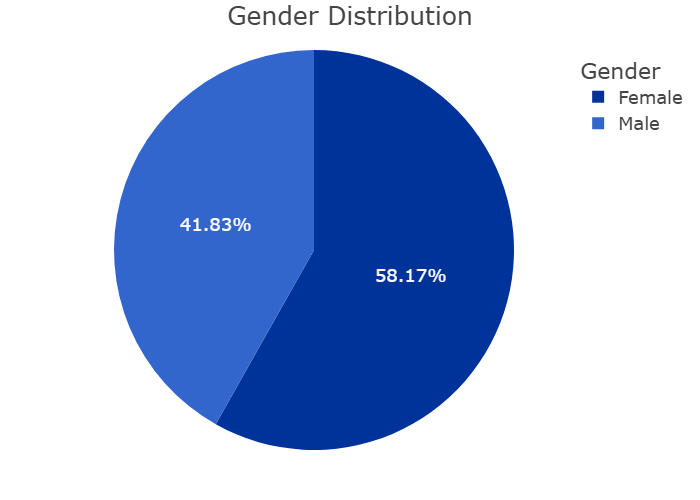 Gender Distribution
Gender
Female
Male
41.83%
58.17%